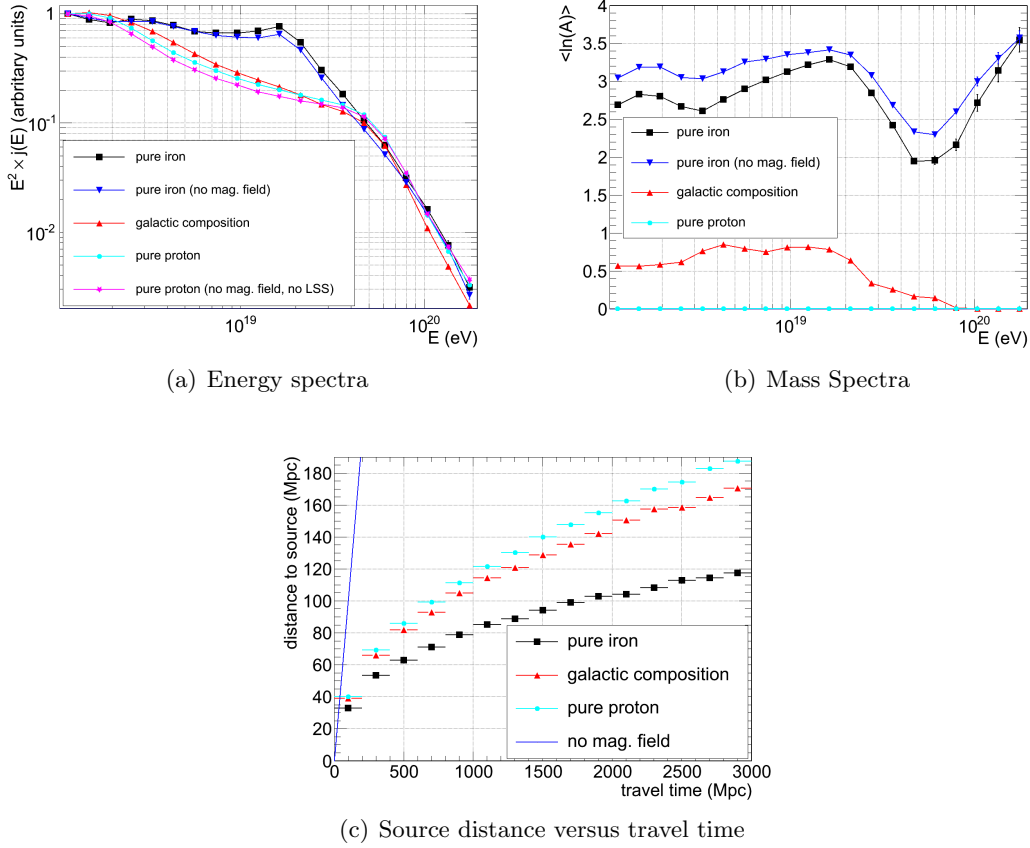 E² × j(E) (arbritary units)
1
10⁻¹
10⁻²
pure iron
pure iron (no mag. field)
galactic composition
pure proton
pure proton (no mag. field, no LSS)
10¹⁹
10²⁰
E (eV)
(a) Energy spectra
<ln(A)>
4
3.5
3
2.5
2
1.5
1
0.5
0
pure iron
pure iron (no mag. field)
galactic composition
pure proton
10¹⁹
10²⁰
E (eV)
(b) Mass Spectra
distance to source (Mpc)
180
160
140
120
100
80
60
40
20
0
pure iron
galactic composition
pure proton
no mag. field
0 500 1000 1500 2000 2500 3000
travel time (Mpc)
(c) Source distance versus travel time